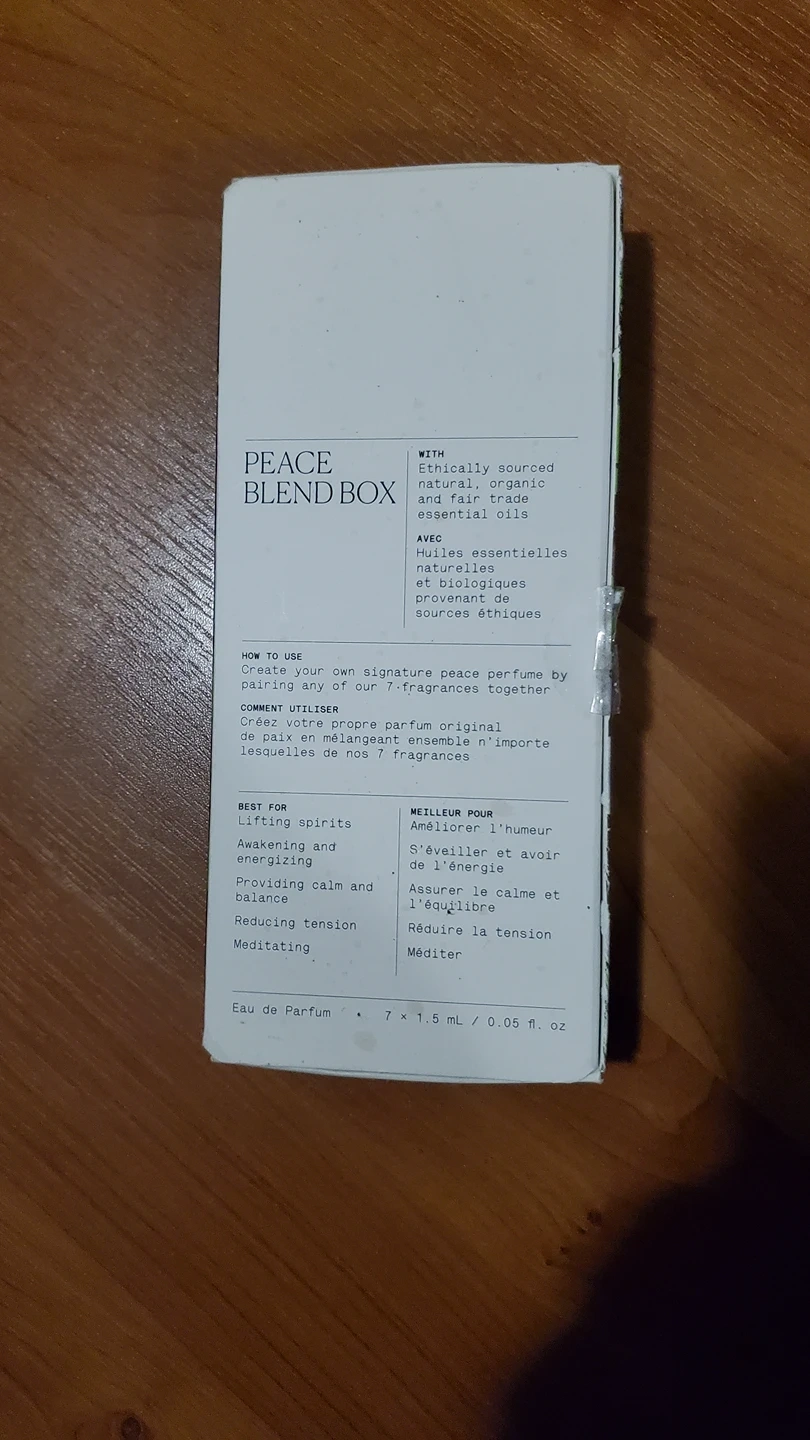 PEACE
BLEND BOX
WITH
Ethically sourced
natural, organic
and fair trade
essential oils
AVEC
Huiles essentielles
naturelles
et biologiques
provenant de
sources éthiques
HOW TO USE
Create your own signature peace perfume by
pairing any of our 7 fragrances together
COMMENT UTILISER
Créez votre propre parfum original
de paix en mélangeant ensemble n'importe
lesquelles de nos 7 fragrances
BEST FOR
Lifting spirits
Awakening and
energizing
Providing calm and
balance
Reducing tension
Meditating
MEILLEUR POUR
Améliorer l'humeur
S'éveiller et avoir
de l'énergie
Assurer le calme et
l'équilibre
Réduire la tension
Méditer
Eau de Parfum • 7 × 1.5 mL / 0.05 fl. oz